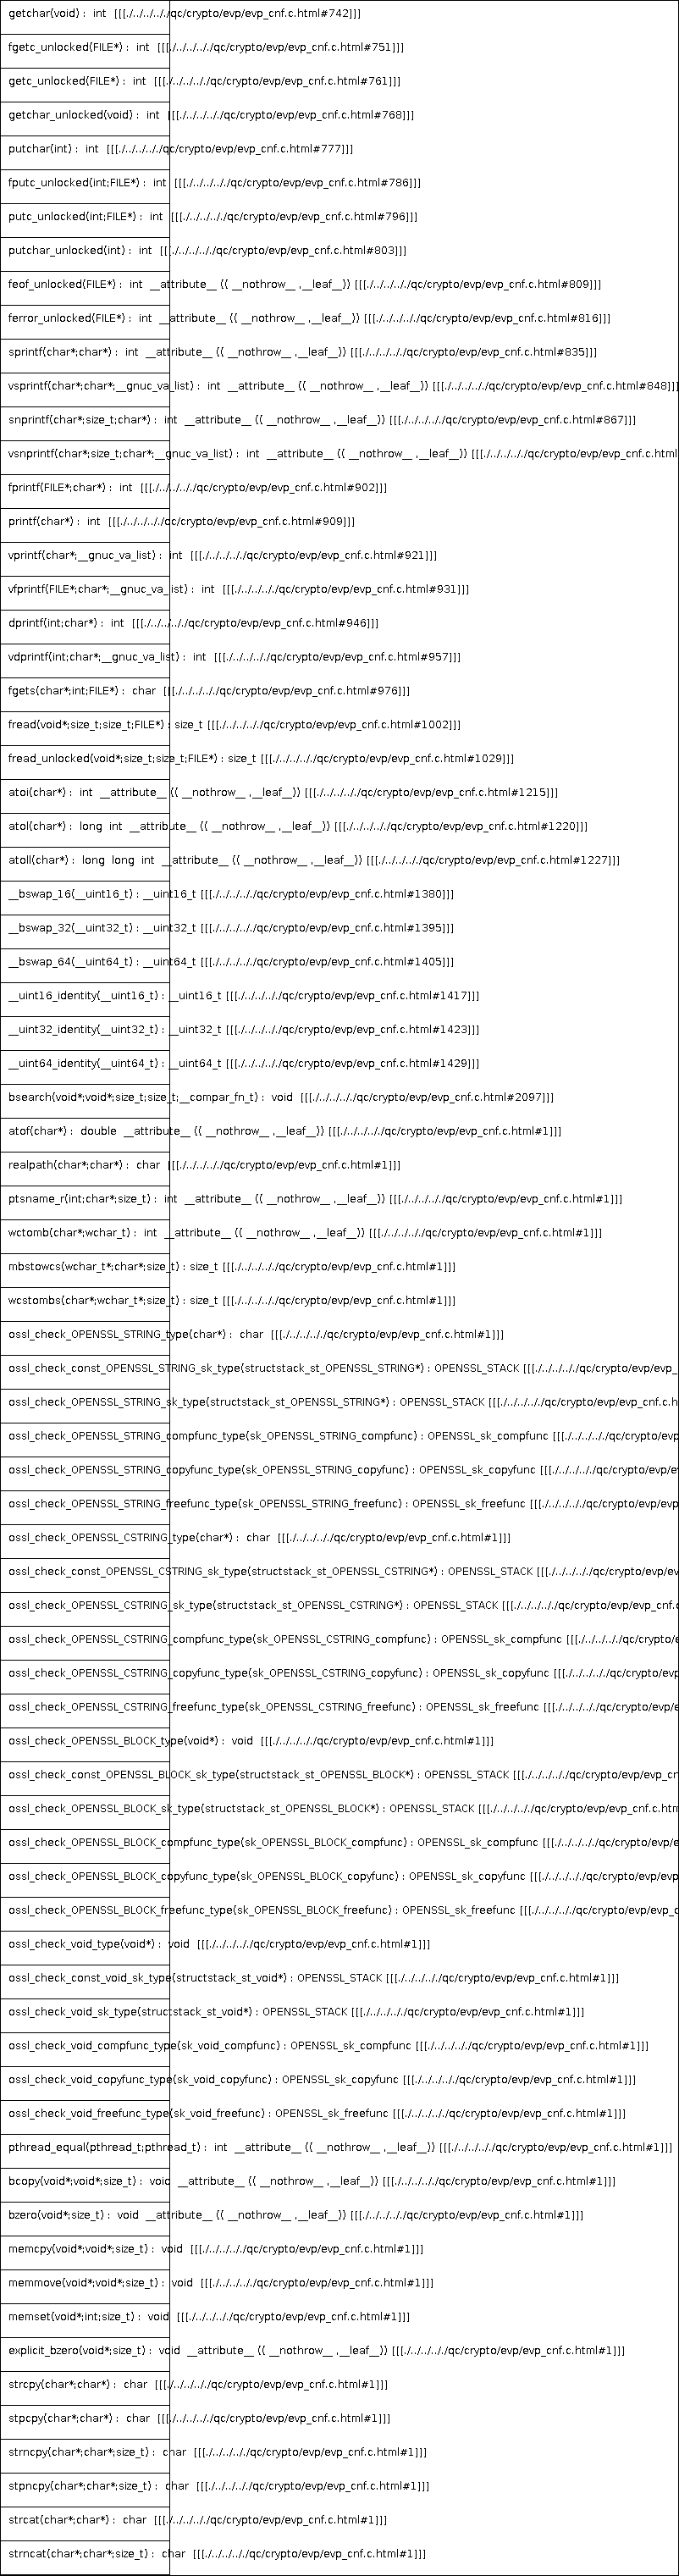 getchar(void) : int [[[./../../../qc/crypto/evp/evp_cnf.c.html#742]]]
fgetc_unlocked(FILE*) : int [[[./../../../qc/crypto/evp/evp_cnf.c.html#751]]]
getc_unlocked(FILE*) : int [[[./../../../qc/crypto/evp/evp_cnf.c.html#761]]]
getchar_unlocked(void) : int [[[./../../../qc/crypto/evp/evp_cnf.c.html#768]]]
putchar(int) : int [[[./../../../qc/crypto/evp/evp_cnf.c.html#777]]]
fputc_unlocked(int;FILE*) : int [[[./../../../qc/crypto/evp/evp_cnf.c.html#786]]]
putc_unlocked(int;FILE*) : int [[[./../../../qc/crypto/evp/evp_cnf.c.html#796]]]
putchar_unlocked(int) : int [[[./../../../qc/crypto/evp/evp_cnf.c.html#803]]]
feof_unlocked(FILE*) : int __attribute__ (( __nothrow__ ,__leaf__)) [[[./../../../qc/crypto/evp/evp_cnf.c.html#809]]]
ferror_unlocked(FILE*) : int __attribute__ (( __nothrow__ ,__leaf__)) [[[./../../../qc/crypto/evp/evp_cnf.c.html#816]]]
sprintf(char*;char*) : int __attribute__ (( __nothrow__ ,__leaf__)) [[[./../../../qc/crypto/evp/evp_cnf.c.html#835]]]
vsprintf(char*;char*;__gnuc_va_list) : int __attribute__ (( __nothrow__ ,__leaf__)) [[[./../../../qc/crypto/evp/evp_cnf.c.html#848]]]
snprintf(char*;size_t;char*) : int __attribute__ (( __nothrow__ ,__leaf__)) [[[./../../../qc/crypto/evp/evp_cnf.c.html#867]]]
vsnprintf(char*;size_t;char*;__gnuc_va_list) : int __attribute__ (( __nothrow__ ,__leaf__)) [[[./../../../qc/crypto/evp/evp_cnf.c.html
fprintf(FILE*;char*) : int [[[./../../../qc/crypto/evp/evp_cnf.c.html#902]]]
printf(char*) : int [[[./../../../qc/crypto/evp/evp_cnf.c.html#909]]]
vprintf(char*;__gnuc_va_list) : int [[[./../../../qc/crypto/evp/evp_cnf.c.html#921]]]
vfprintf(FILE*;char*;__gnuc_va_list) : int [[[./../../../qc/crypto/evp/evp_cnf.c.html#931]]]
dprintf(int;char*) : int [[[./../../../qc/crypto/evp/evp_cnf.c.html#946]]]
vdprintf(int;char*;__gnuc_va_list) : int [[[./../../../qc/crypto/evp/evp_cnf.c.html#957]]]
fgets(char*;int;FILE*) : char [[[./../../../qc/crypto/evp/evp_cnf.c.html#976]]]
fread(void*;size_t;size_t;FILE*) : size_t [[[./../../../qc/crypto/evp/evp_cnf.c.html#1002]]]
fread_unlocked(void*;size_t;size_t;FILE*) : size_t [[[./../../../qc/crypto/evp/evp_cnf.c.html#1029]]]
atoi(char*) : int __attribute__ (( __nothrow__ ,__leaf__)) [[[./../../../qc/crypto/evp/evp_cnf.c.html#1215]]]
atol(char*) : long int __attribute__ (( __nothrow__ ,__leaf__)) [[[./../../../qc/crypto/evp/evp_cnf.c.html#1220]]]
atoll(char*) : long long int __attribute__ (( __nothrow__ ,__leaf__)) [[[./../../../qc/crypto/evp/evp_cnf.c.html#1227]]]
__bswap_16(__uint16_t) : __uint16_t [[[./../../../qc/crypto/evp/evp_cnf.c.html#1380]]]
__bswap_32(__uint32_t) : __uint32_t [[[./../../../qc/crypto/evp/evp_cnf.c.html#1395]]]
__bswap_64(__uint64_t) : __uint64_t [[[./../../../qc/crypto/evp/evp_cnf.c.html#1405]]]
__uint16_identity(__uint16_t) : __uint16_t [[[./../../../qc/crypto/evp/evp_cnf.c.html#1417]]]
__uint32_identity(__uint32_t) : __uint32_t [[[./../../../qc/crypto/evp/evp_cnf.c.html#1423]]]
__uint64_identity(__uint64_t) : __uint64_t [[[./../../../qc/crypto/evp/evp_cnf.c.html#1429]]]
bsearch(void*;void*;size_t;size_t;__compar_fn_t) : void [[[./../../../qc/crypto/evp/evp_cnf.c.html#2097]]]
atof(char*) : double __attribute__ (( __nothrow__ ,__leaf__)) [[[./../../../qc/crypto/evp/evp_cnf.c.html#1]]]
realpath(char*;char*) : char [[[./../../../qc/crypto/evp/evp_cnf.c.html#1]]]
ptsname_r(int;char*;size_t) : int __attribute__ (( __nothrow__ ,__leaf__)) [[[./../../../qc/crypto/evp/evp_cnf.c.html#1]]]
wctomb(char*;wchar_t) : int __attribute__ (( __nothrow__ ,__leaf__)) [[[./../../../qc/crypto/evp/evp_cnf.c.html#1]]]
mbstowcs(wchar_t*;char*;size_t) : size_t [[[./../../../qc/crypto/evp/evp_cnf.c.html#1]]]
wcstombs(char*;wchar_t*;size_t) : size_t [[[./../../../qc/crypto/evp/evp_cnf.c.html#1]]]
ossl_check_OPENSSL_STRING_type(char*) : char [[[./../../../qc/crypto/evp/evp_cnf.c.html#1]]]
ossl_check_const_OPENSSL_STRING_sk_type(structstack_st_OPENSSL_STRING*) : OPENSSL_STACK [[[./../../../qc/crypto/evp/evp_
ossl_check_OPENSSL_STRING_sk_type(structstack_st_OPENSSL_STRING*) : OPENSSL_STACK [[[./../../../qc/crypto/evp/evp_cnf.c.h
ossl_check_OPENSSL_STRING_compfunc_type(sk_OPENSSL_STRING_compfunc) : OPENSSL_sk_compfunc [[[./../../../qc/crypto/evp
ossl_check_OPENSSL_STRING_copyfunc_type(sk_OPENSSL_STRING_copyfunc) : OPENSSL_sk_copyfunc [[[./../../../qc/crypto/evp/e
ossl_check_OPENSSL_STRING_freefunc_type(sk_OPENSSL_STRING_freefunc) : OPENSSL_sk_freefunc [[[./../../../qc/crypto/evp/evp
ossl_check_OPENSSL_CSTRING_type(char*) : char [[[./../../../qc/crypto/evp/evp_cnf.c.html#1]]]
ossl_check_const_OPENSSL_CSTRING_sk_type(structstack_st_OPENSSL_CSTRING*) : OPENSSL_STACK [[[./../../../qc/crypto/evp/ev
ossl_check_OPENSSL_CSTRING_sk_type(structstack_st_OPENSSL_CSTRING*) : OPENSSL_STACK [[[./../../../qc/crypto/evp/evp_cnf.c
ossl_check_OPENSSL_CSTRING_compfunc_type(sk_OPENSSL_CSTRING_compfunc) : OPENSSL_sk_compfunc [[[./../../../qc/crypto/e
ossl_check_OPENSSL_CSTRING_copyfunc_type(sk_OPENSSL_CSTRING_copyfunc) : OPENSSL_sk_copyfunc [[[./../../../qc/crypto/evp
ossl_check_OPENSSL_CSTRING_freefunc_type(sk_OPENSSL_CSTRING_freefunc) : OPENSSL_sk_freefunc [[[./../../../qc/crypto/evp/e
ossl_check_OPENSSL_BLOCK_type(void*) : void [[[./../../../qc/crypto/evp/evp_cnf.c.html#1]]]
ossl_check_const_OPENSSL_BLOCK_sk_type(structstack_st_OPENSSL_BLOCK*) : OPENSSL_STACK [[[./../../../qc/crypto/evp/evp_cn
ossl_check_OPENSSL_BLOCK_sk_type(structstack_st_OPENSSL_BLOCK*) : OPENSSL_STACK [[[./../../../qc/crypto/evp/evp_cnf.c.htm
ossl_check_OPENSSL_BLOCK_compfunc_type(sk_OPENSSL_BLOCK_compfunc) : OPENSSL_sk_compfunc [[[./../../../qc/crypto/evp/e
ossl_check_OPENSSL_BLOCK_copyfunc_type(sk_OPENSSL_BLOCK_copyfunc) : OPENSSL_sk_copyfunc [[[./../../../qc/crypto/evp/evp
ossl_check_OPENSSL_BLOCK_freefunc_type(sk_OPENSSL_BLOCK_freefunc) : OPENSSL_sk_freefunc [[[./../../../qc/crypto/evp/evp_c
ossl_check_void_type(void*) : void [[[./../../../qc/crypto/evp/evp_cnf.c.html#1]]]
ossl_check_const_void_sk_type(structstack_st_void*) : OPENSSL_STACK [[[./../../../qc/crypto/evp/evp_cnf.c.html#1]]]
ossl_check_void_sk_type(structstack_st_void*) : OPENSSL_STACK [[[./../../../qc/crypto/evp/evp_cnf.c.html#1]]]
ossl_check_void_compfunc_type(sk_void_compfunc) : OPENSSL_sk_compfunc [[[./../../../qc/crypto/evp/evp_cnf.c.html#1]]]
ossl_check_void_copyfunc_type(sk_void_copyfunc) : OPENSSL_sk_copyfunc [[[./../../../qc/crypto/evp/evp_cnf.c.html#1]]]
ossl_check_void_freefunc_type(sk_void_freefunc) : OPENSSL_sk_freefunc [[[./../../../qc/crypto/evp/evp_cnf.c.html#1]]]
pthread_equal(pthread_t;pthread_t) : int __attribute__ (( __nothrow__ ,__leaf__)) [[[./../../../qc/crypto/evp/evp_cnf.c.html#1]]]
bcopy(void*;void*;size_t) : void __attribute__ (( __nothrow__ ,__leaf__)) [[[./../../../qc/crypto/evp/evp_cnf.c.html#1]]]
bzero(void*;size_t) : void __attribute__ (( __nothrow__ ,__leaf__)) [[[./../../../qc/crypto/evp/evp_cnf.c.html#1]]]
memcpy(void*;void*;size_t) : void [[[./../../../qc/crypto/evp/evp_cnf.c.html#1]]]
memmove(void*;void*;size_t) : void [[[./../../../qc/crypto/evp/evp_cnf.c.html#1]]]
memset(void*;int;size_t) : void [[[./../../../qc/crypto/evp/evp_cnf.c.html#1]]]
explicit_bzero(void*;size_t) : void __attribute__ (( __nothrow__ ,__leaf__)) [[[./../../../qc/crypto/evp/evp_cnf.c.html#1]]]
strcpy(char*;char*) : char [[[./../../../qc/crypto/evp/evp_cnf.c.html#1]]]
stpcpy(char*;char*) : char [[[./../../../qc/crypto/evp/evp_cnf.c.html#1]]]
strncpy(char*;char*;size_t) : char [[[./../../../qc/crypto/evp/evp_cnf.c.html#1]]]
stpncpy(char*;char*;size_t) : char [[[./../../../qc/crypto/evp/evp_cnf.c.html#1]]]
strcat(char*;char*) : char [[[./../../../qc/crypto/evp/evp_cnf.c.html#1]]]
strncat(char*;char*;size_t) : char [[[./../../../qc/crypto/evp/evp_cnf.c.html#1]]]